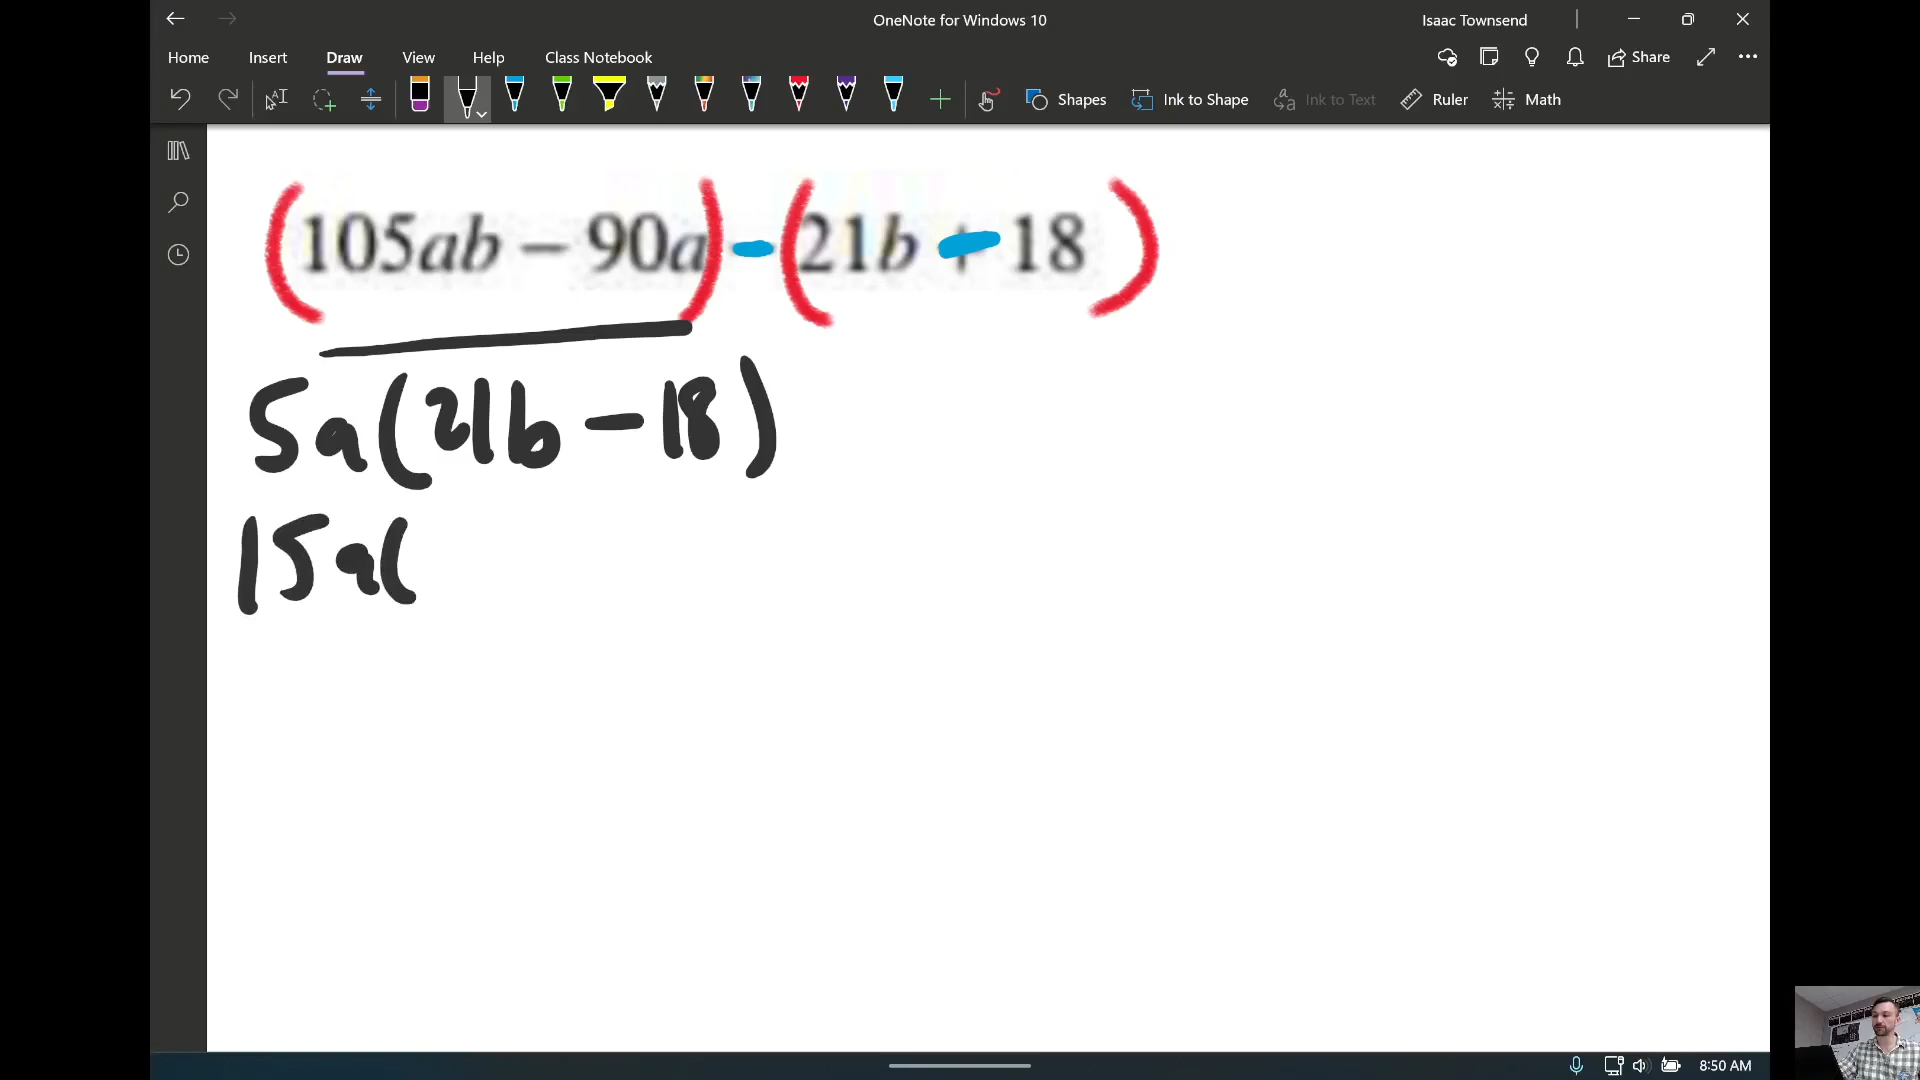 OneNote for Windows 10
Isaac Townsend
Home Insert Draw View Help Class Notebook
Share
Shapes Ink to Shape Ink to Text Ruler Math
(105ab – 90a) - (21b - 18)
5a(21b - 18)
15a(
8:50 AM